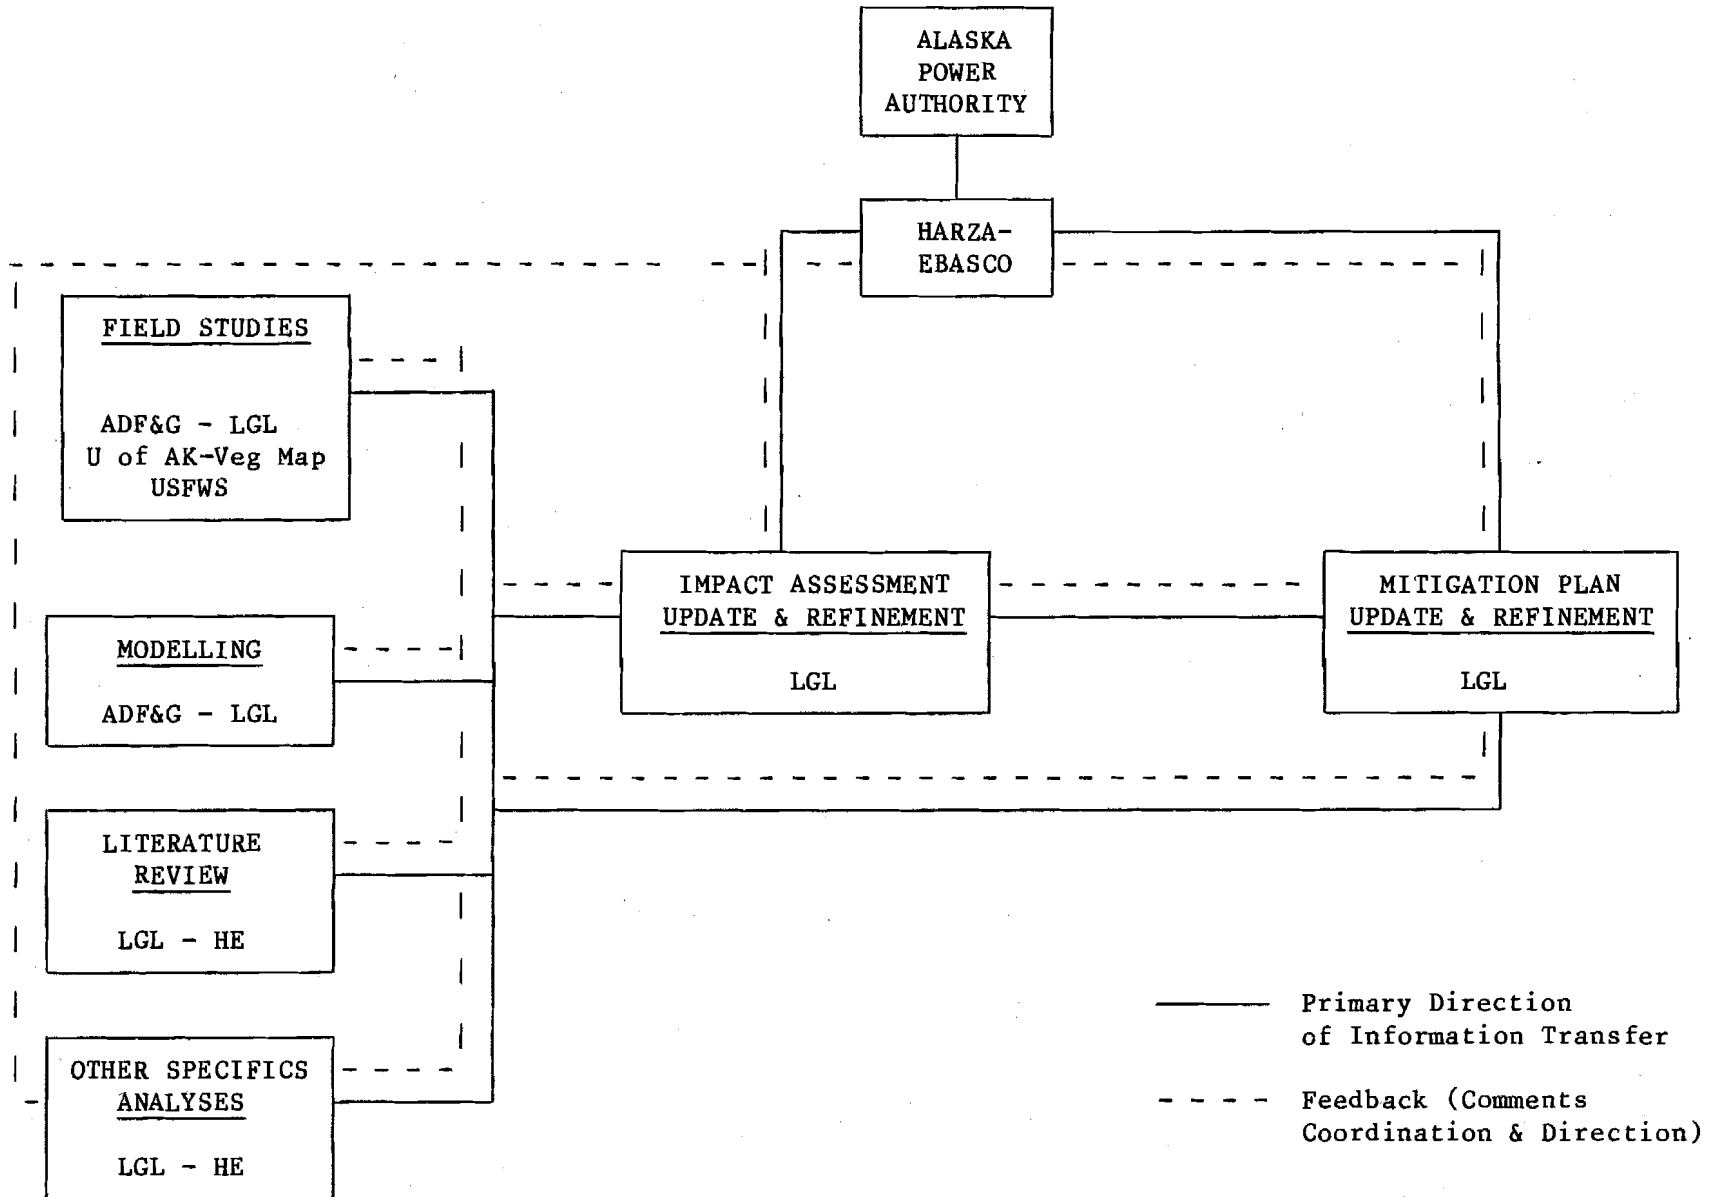 ALASKA
POWER
AUTHORITY
HARZA-
EBASCO
FIELD STUDIES
ADF&G - LGL
U of AK-Veg Map
USFWS
MODELLING
ADF&G - LGL
LITERATURE
REVIEW
LGL - HE
OTHER SPECIFICS
ANALYSES
LGL - HE
IMPACT ASSESSMENT
UPDATE & REFINEMENT
LGL
MITIGATION PLAN
UPDATE & REFINEMENT
LGL
Primary Direction
of Information Transfer
Feedback (Comments
Coordination & Direction)